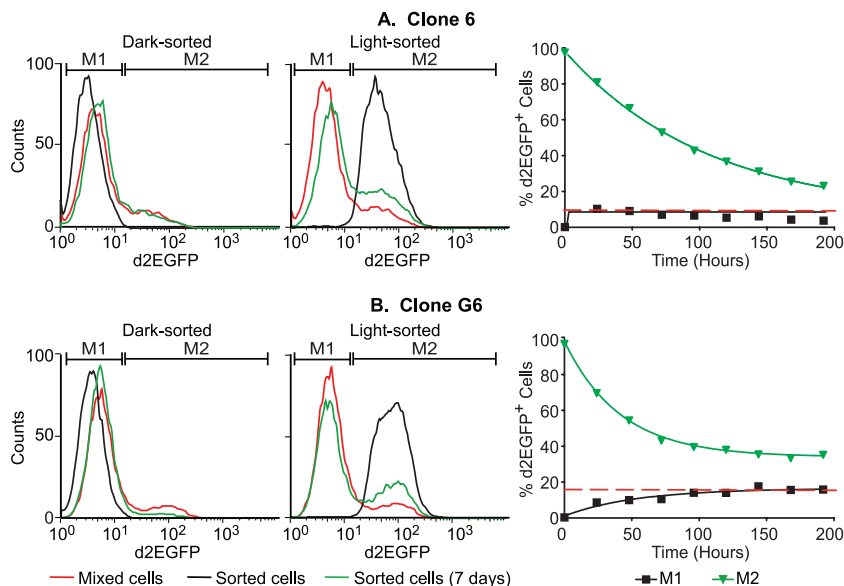 A. Clone 6
Dark-sorted
Light-sorted
M1 M2
M1 M2
100
50
0
Counts
10⁰ 10¹ 10² 10³
d2EGFP
10⁰ 10¹ 10² 10³
d2EGFP
100
80
60
40
20
0
% d2EGFP⁺ Cells
0 50 100 150 200
Time (Hours)
B. Clone G6
Dark-sorted
Light-sorted
M1 M2
M1 M2
100
50
0
Counts
10⁰ 10¹ 10² 10³
d2EGFP
10⁰ 10¹ 10² 10³
d2EGFP
100
80
60
40
20
0
% d2EGFP⁺ Cells
0 50 100 150 200
Time (Hours)
Mixed cells Sorted cells Sorted cells (7 days)
M1 M2